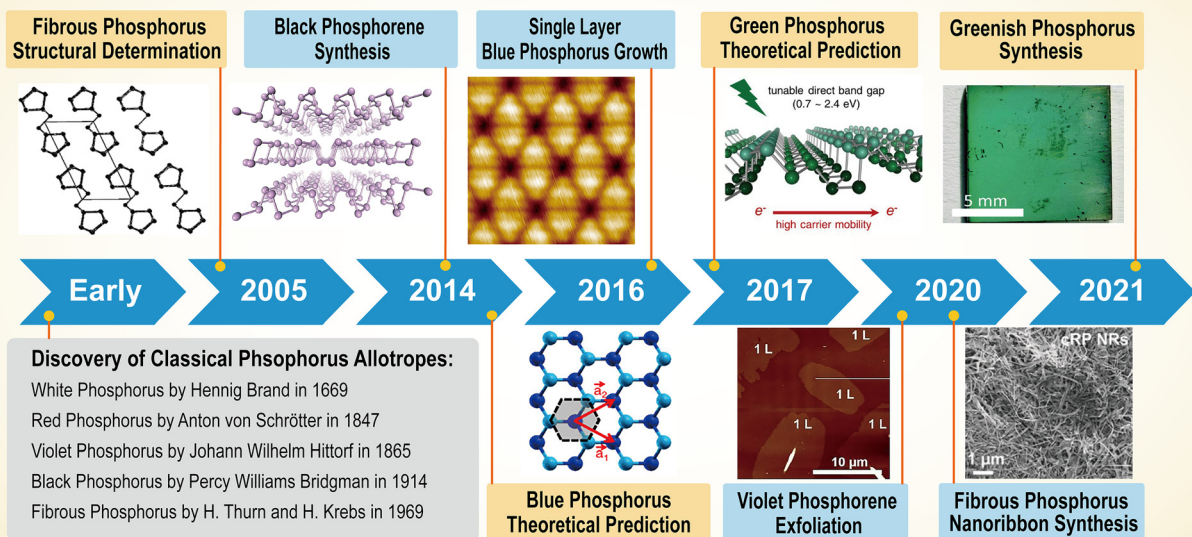 Fibrous Phosphorus
Structural Determination
Black Phosphorene
Synthesis
Single Layer
Blue Phosphorus Growth
Green Phosphorus
Theoretical Prediction
Greenish Phosphorus
Synthesis
tunable direct band gap
(0.7 ~ 2.4 eV)
e⁻ e⁻
high carrier mobility
5 mm
Early
2005
2014
2016
2017
2020
2021
Discovery of Classical Phsophorus Allotropes:
White Phosphorus by Hennig Brand in 1669
Red Phosphorus by Anton von Schrötter in 1847
Violet Phosphorus by Johann Wilhelm Hittorf in 1865
Black Phosphorus by Percy Williams Bridgman in 1914
Fibrous Phosphorus by H. Thurn and H. Krebs in 1969
a₂
a₁
Blue Phosphorus
Theoretical Prediction
1 L
1 L
1 L
1 L
1 L
10 µm
Violet Phosphorene
Exfoliation
cRP NRs
1 µm
Fibrous Phosphorus
Nanoribbon Synthesis